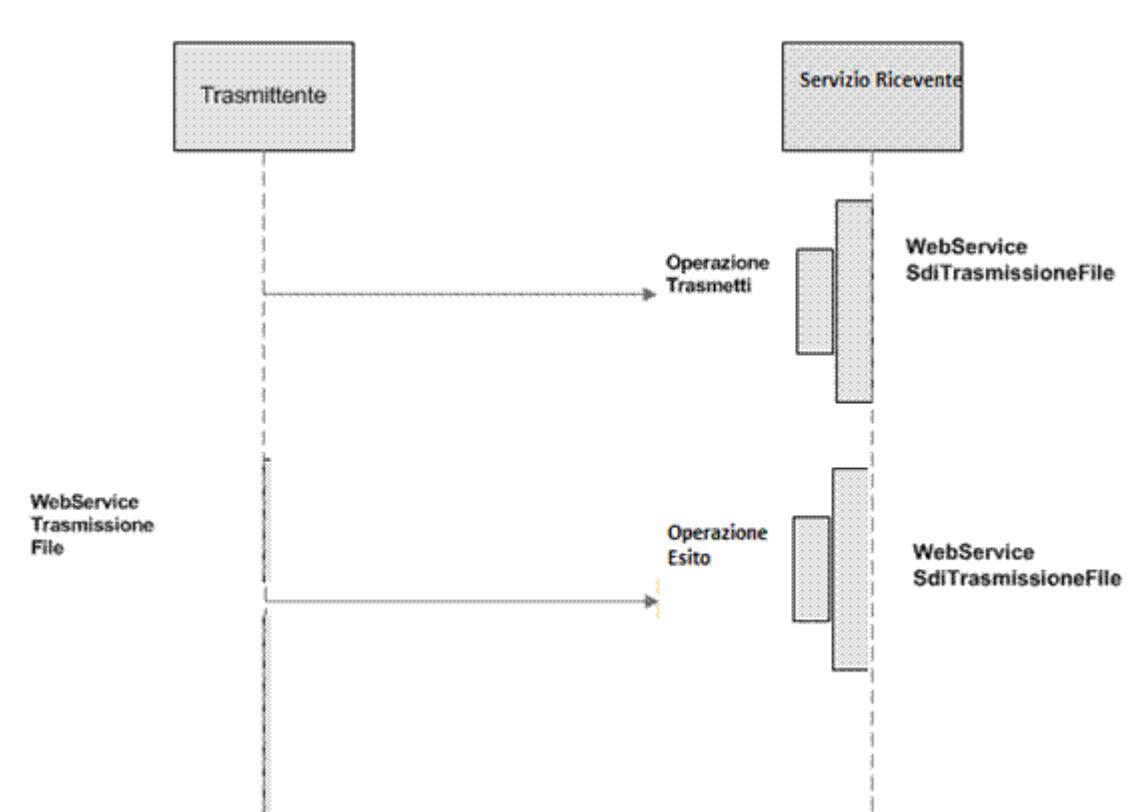 Trasmittente
Servizio Ricevente
Operazione
Trasmetti
WebService
SdiTrasmissioneFile
WebService
Trasmissione
File
Operazione
Esito
WebService
SdiTrasmissioneFile